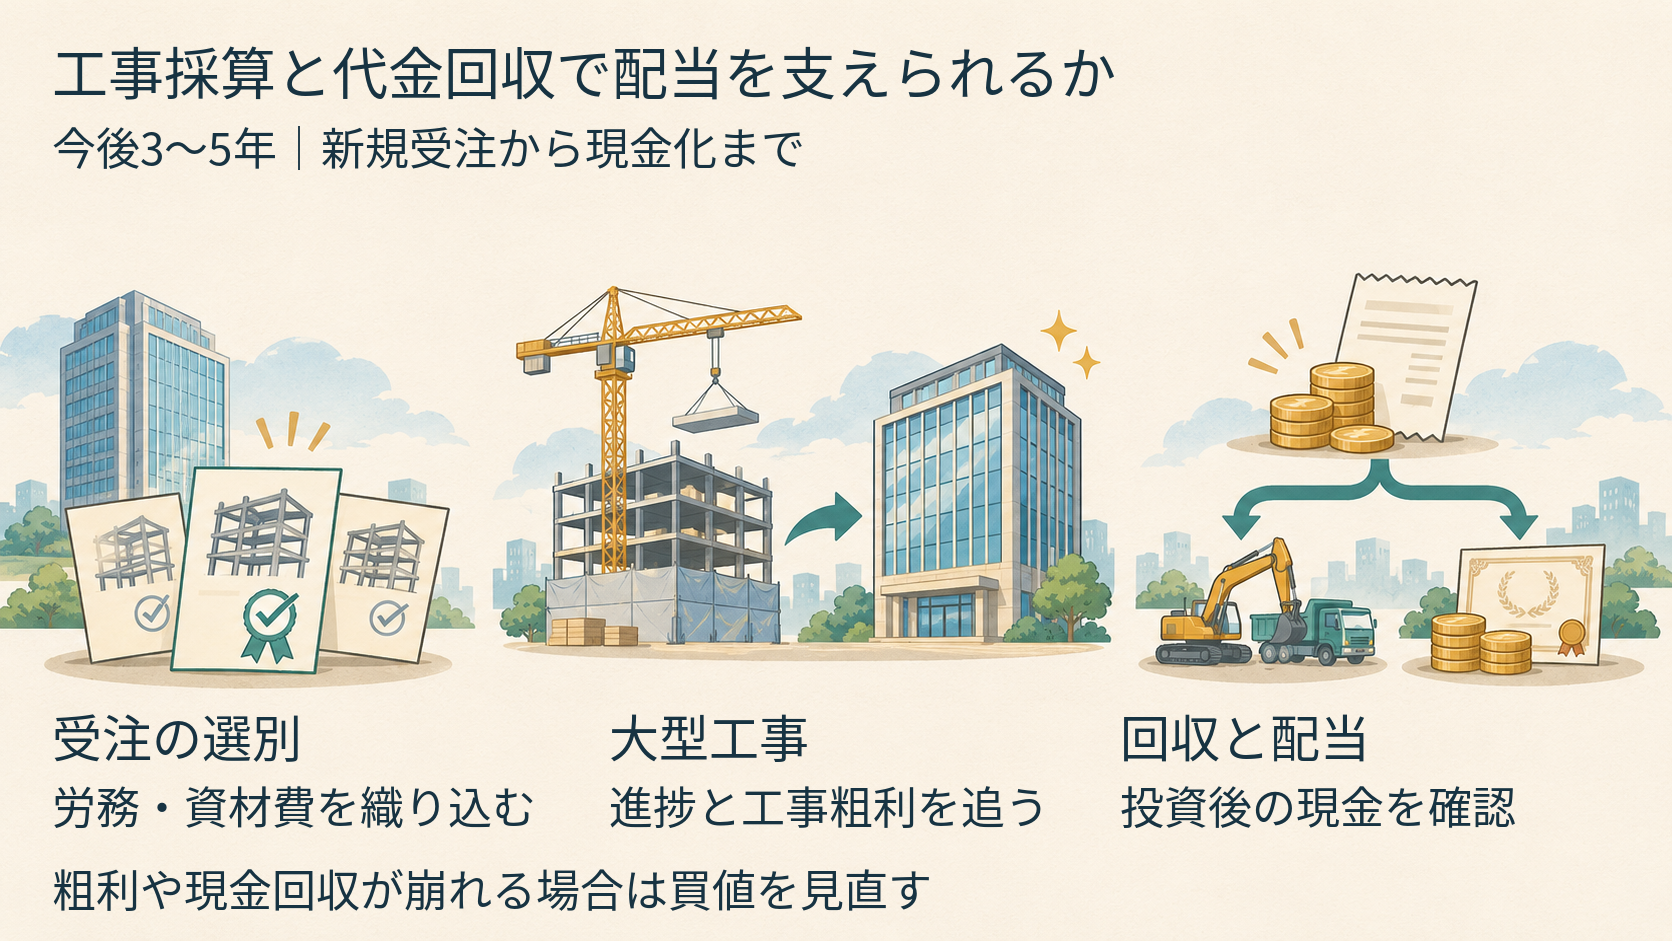 工事採算と代金回収で配当を支えられるか
今後3〜5年｜新規受注から現金化まで
受注の選別
労務・資材費を織り込む
大型工事
進捗と工事粗利を追う
回収と配当
投資後の現金を確認
粗利や現金回収が崩れる場合は買値を見直す